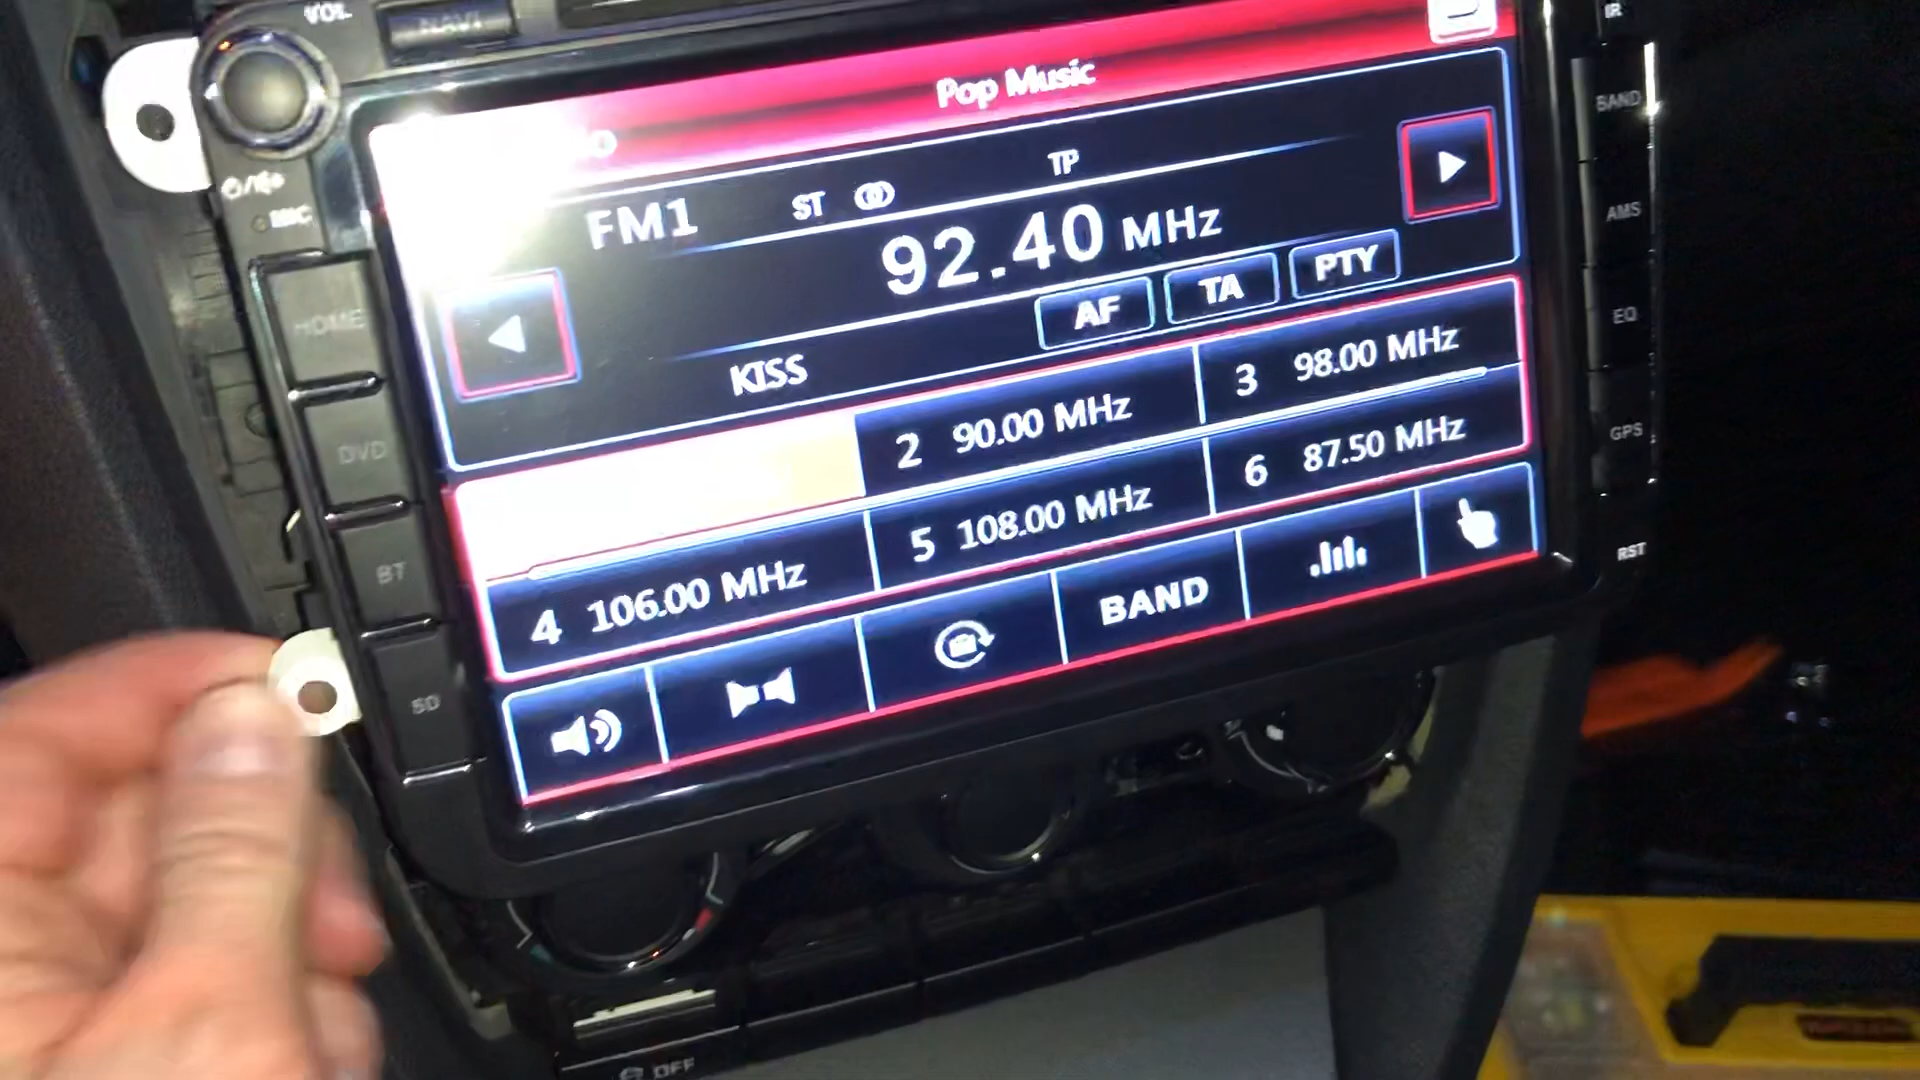 VOL
NAVI
IR
Pop Music
TP
FM1 ST
92.40 MHz
AF TA PTY
KISS
2 90.00 MHz
3 98.00 MHz
4 106.00 MHz
5 108.00 MHz
6 87.50 MHz
BAND
MIC
HOME
DVD
BT
SD
BAND
AMS
EQ
GPS
RST
OFF